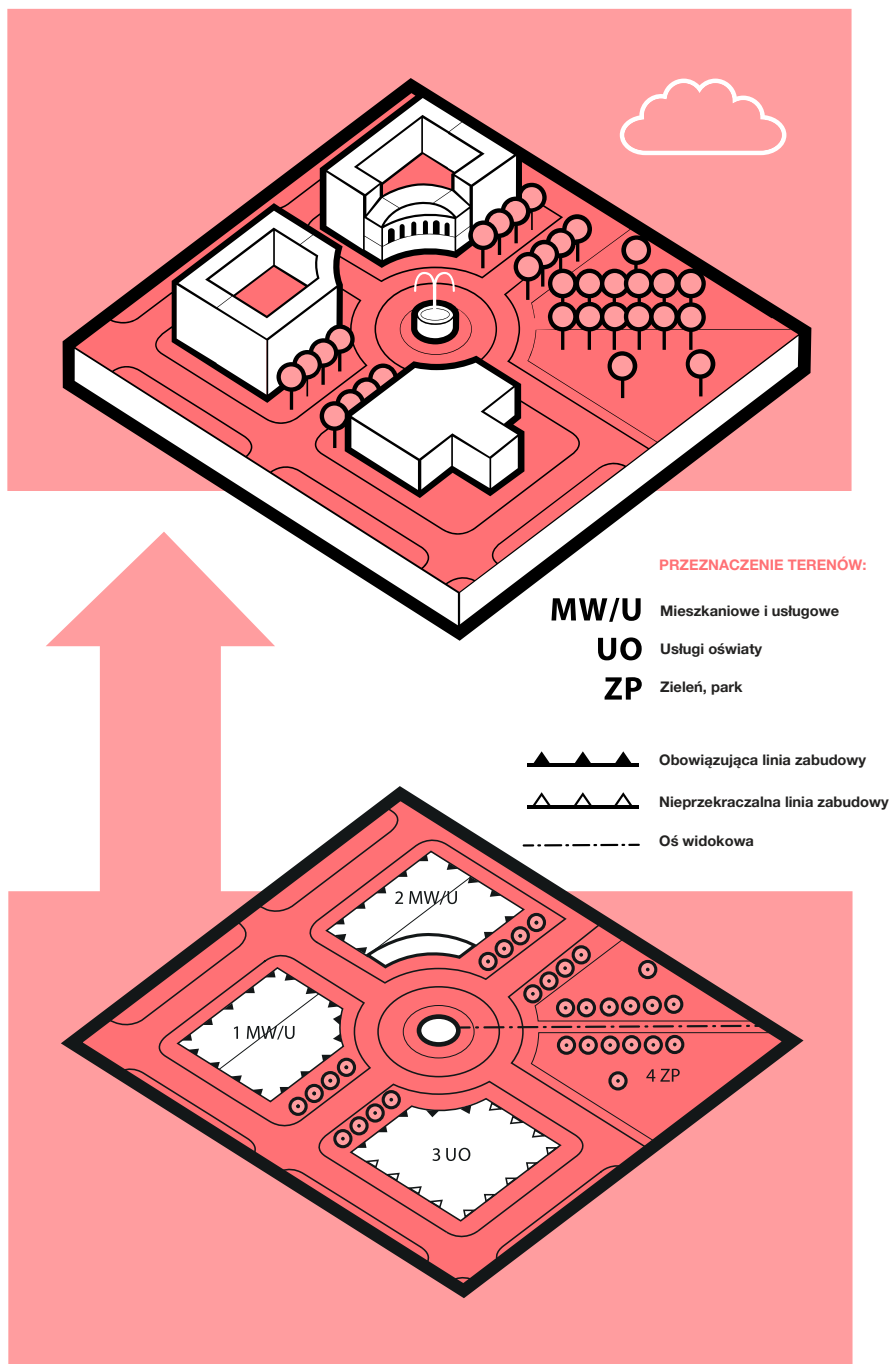 PRZEZNACZENIE TERENÓW:
MW/U Mieszkaniowe i usługowe
UO Usługi oświaty
ZP Zieleń, park
Obowiązująca linia zabudowy
Nieprzekraczalna linia zabudowy
Oś widokowa
2 MW/U
1 MW/U
4 ZP
3 UO